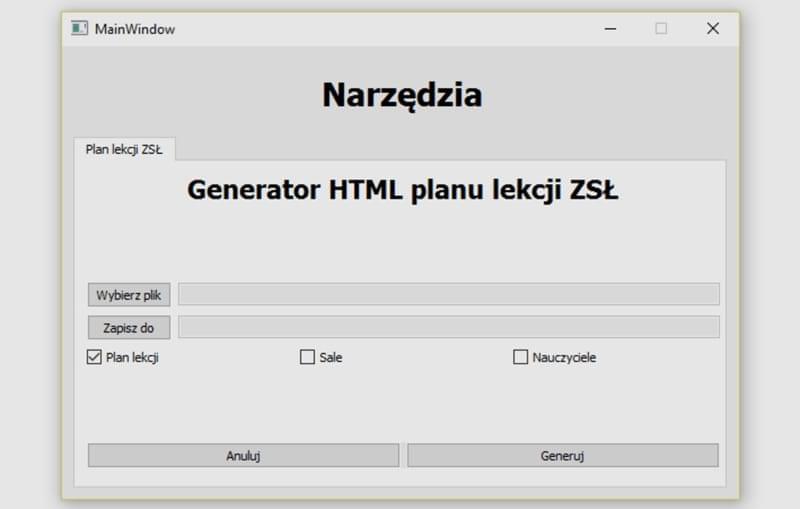 MainWindow
Narzędzia
Plan lekcji ZSŁ
Generator HTML planu lekcji ZSŁ
Wybierz plik
Zapisz do
Plan lekcji Sale Nauczyciele
Anuluj Generuj